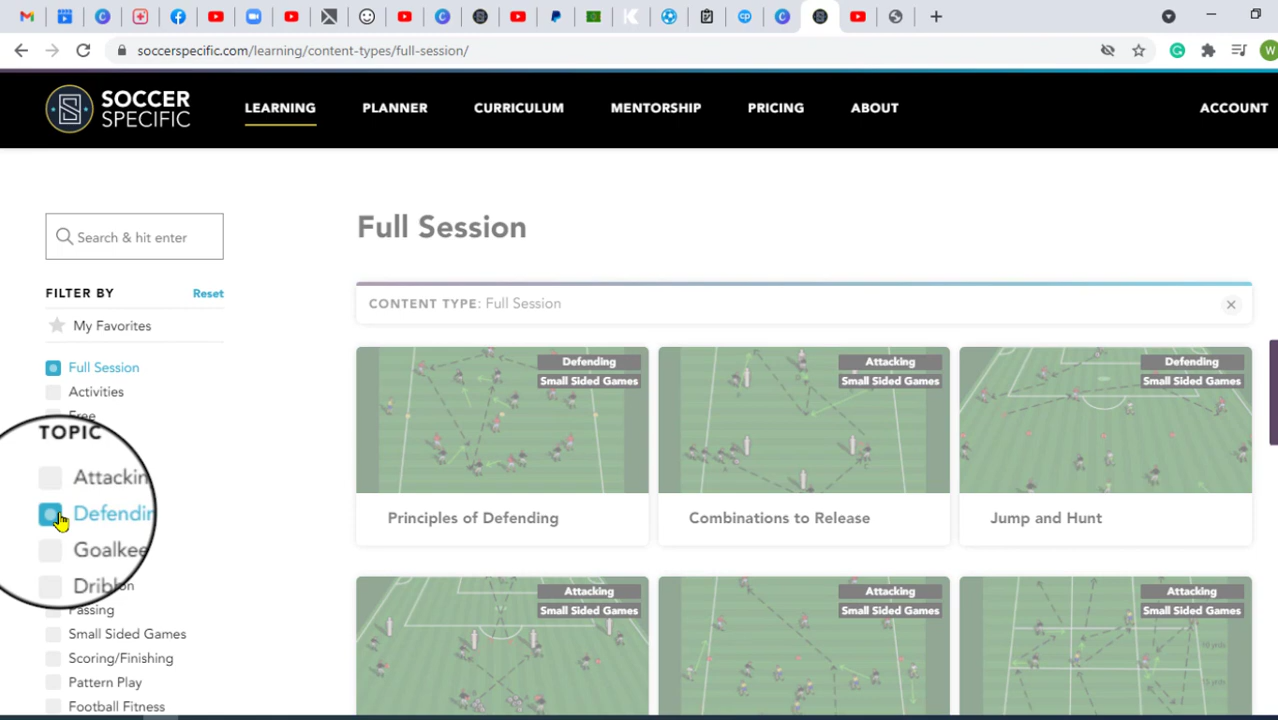 soccerspecific.com/learning/content-types/full-session/
W
SOCCER
SPECIFIC
LEARNING
PLANNER
CURRICULUM
MENTORSHIP
PRICING
ABOUT
ACCOUNT
Search & hit enter
FILTER BY
Reset
My Favorites
Full Session
Activities
Free
TOPIC
Attackin
Defendin
Goalkee
Passing
Small Sided Games
Scoring/Finishing
Pattern Play
Football Fitness
Full Session
CONTENT TYPE: Full Session
Defending
Small Sided Games
Principles of Defending
Attacking
Small Sided Games
Combinations to Release
Defending
Small Sided Games
Jump and Hunt
Attacking
Small Sided Games
Attacking
Small Sided Games
Attacking
Small Sided Games